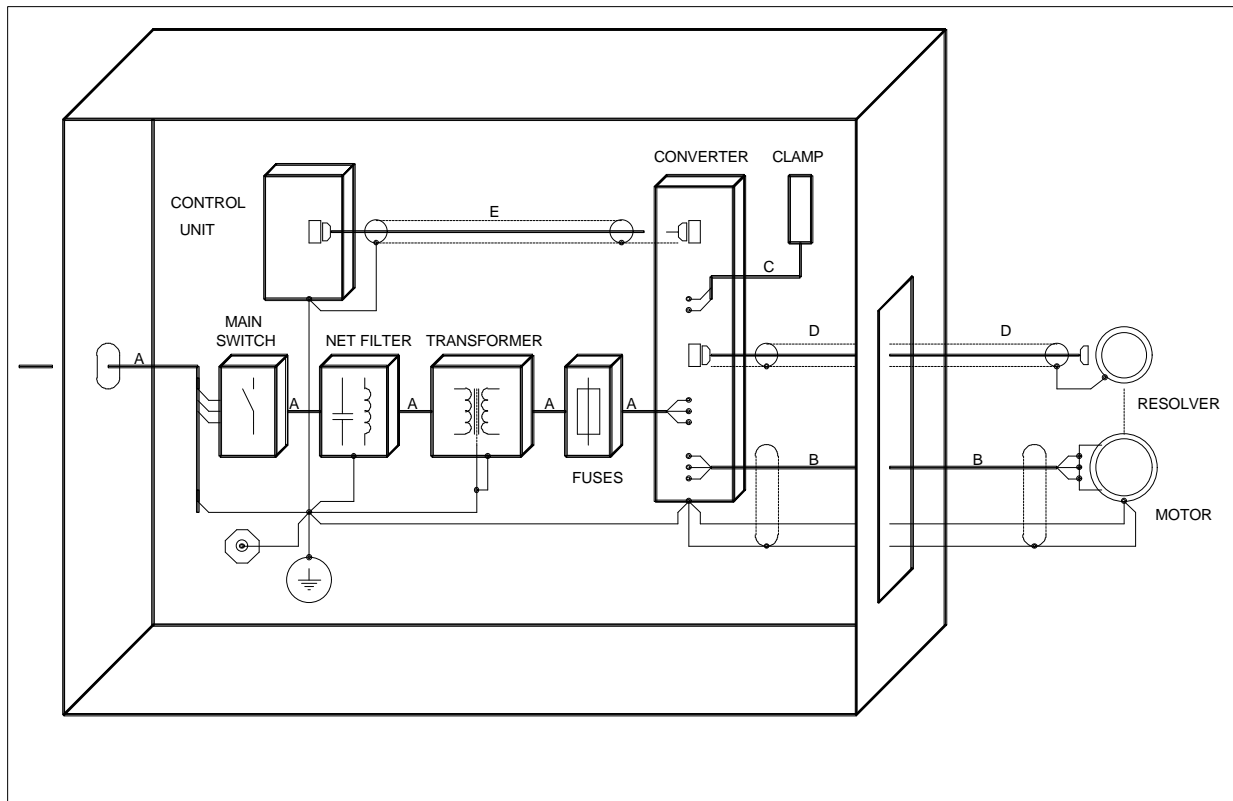 CONVERTER
CLAMP
CONTROL
UNIT
E
C
MAIN
SWITCH
NET FILTER
TRANSFORMER
D
D
A
A
A
A
A
RESOLVER
B
B
FUSES
MOTOR